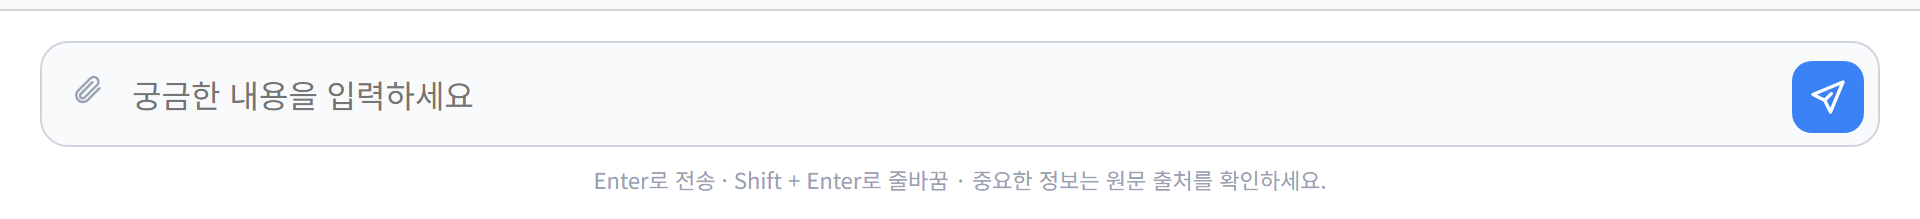 궁금한 내용을 입력하세요
Enter로 전송 · Shift + Enter로 줄바꿈 · 중요한 정보는 원문 출처를 확인하세요.